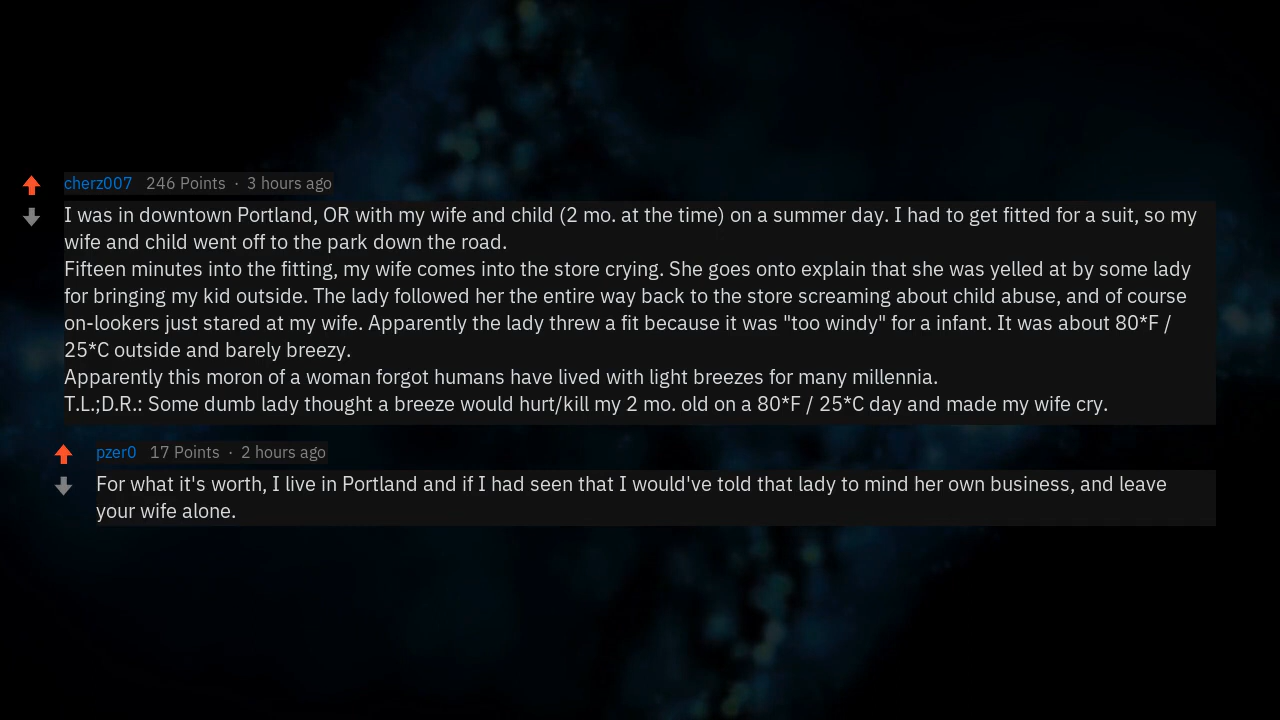 cherz007 246 Points · 3 hours ago
I was in downtown Portland, OR with my wife and child (2 mo. at the time) on a summer day. I had to get fitted for a suit, so my
wife and child went off to the park down the road.
Fifteen minutes into the fitting, my wife comes into the store crying. She goes onto explain that she was yelled at by some lady
for bringing my kid outside. The lady followed her the entire way back to the store screaming about child abuse, and of course
on-lookers just stared at my wife. Apparently the lady threw a fit because it was "too windy" for a infant. It was about 80*F /
25*C outside and barely breezy.
Apparently this moron of a woman forgot humans have lived with light breezes for many millennia.
T.L.;D.R.: Some dumb lady thought a breeze would hurt/kill my 2 mo. old on a 80*F / 25*C day and made my wife cry.
pzer0 17 Points · 2 hours ago
For what it's worth, I live in Portland and if I had seen that I would've told that lady to mind her own business, and leave
your wife alone.